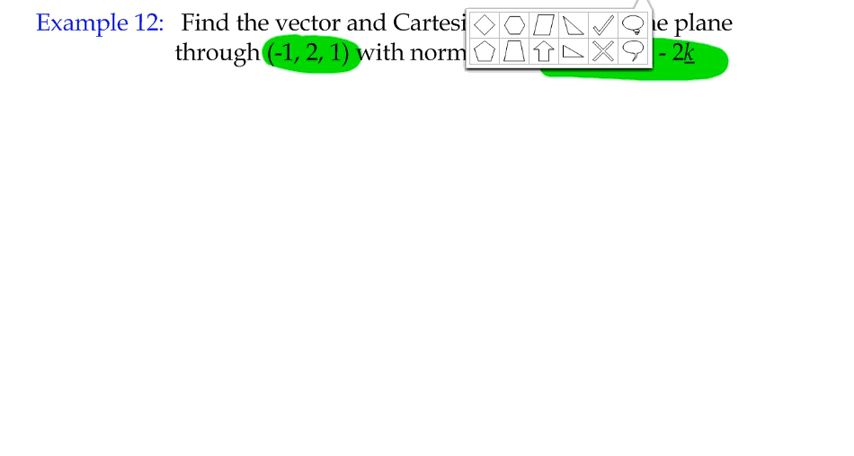 Example 12: Find the vector and Cartesi e plane
through (-1, 2, 1) with norm - 2k